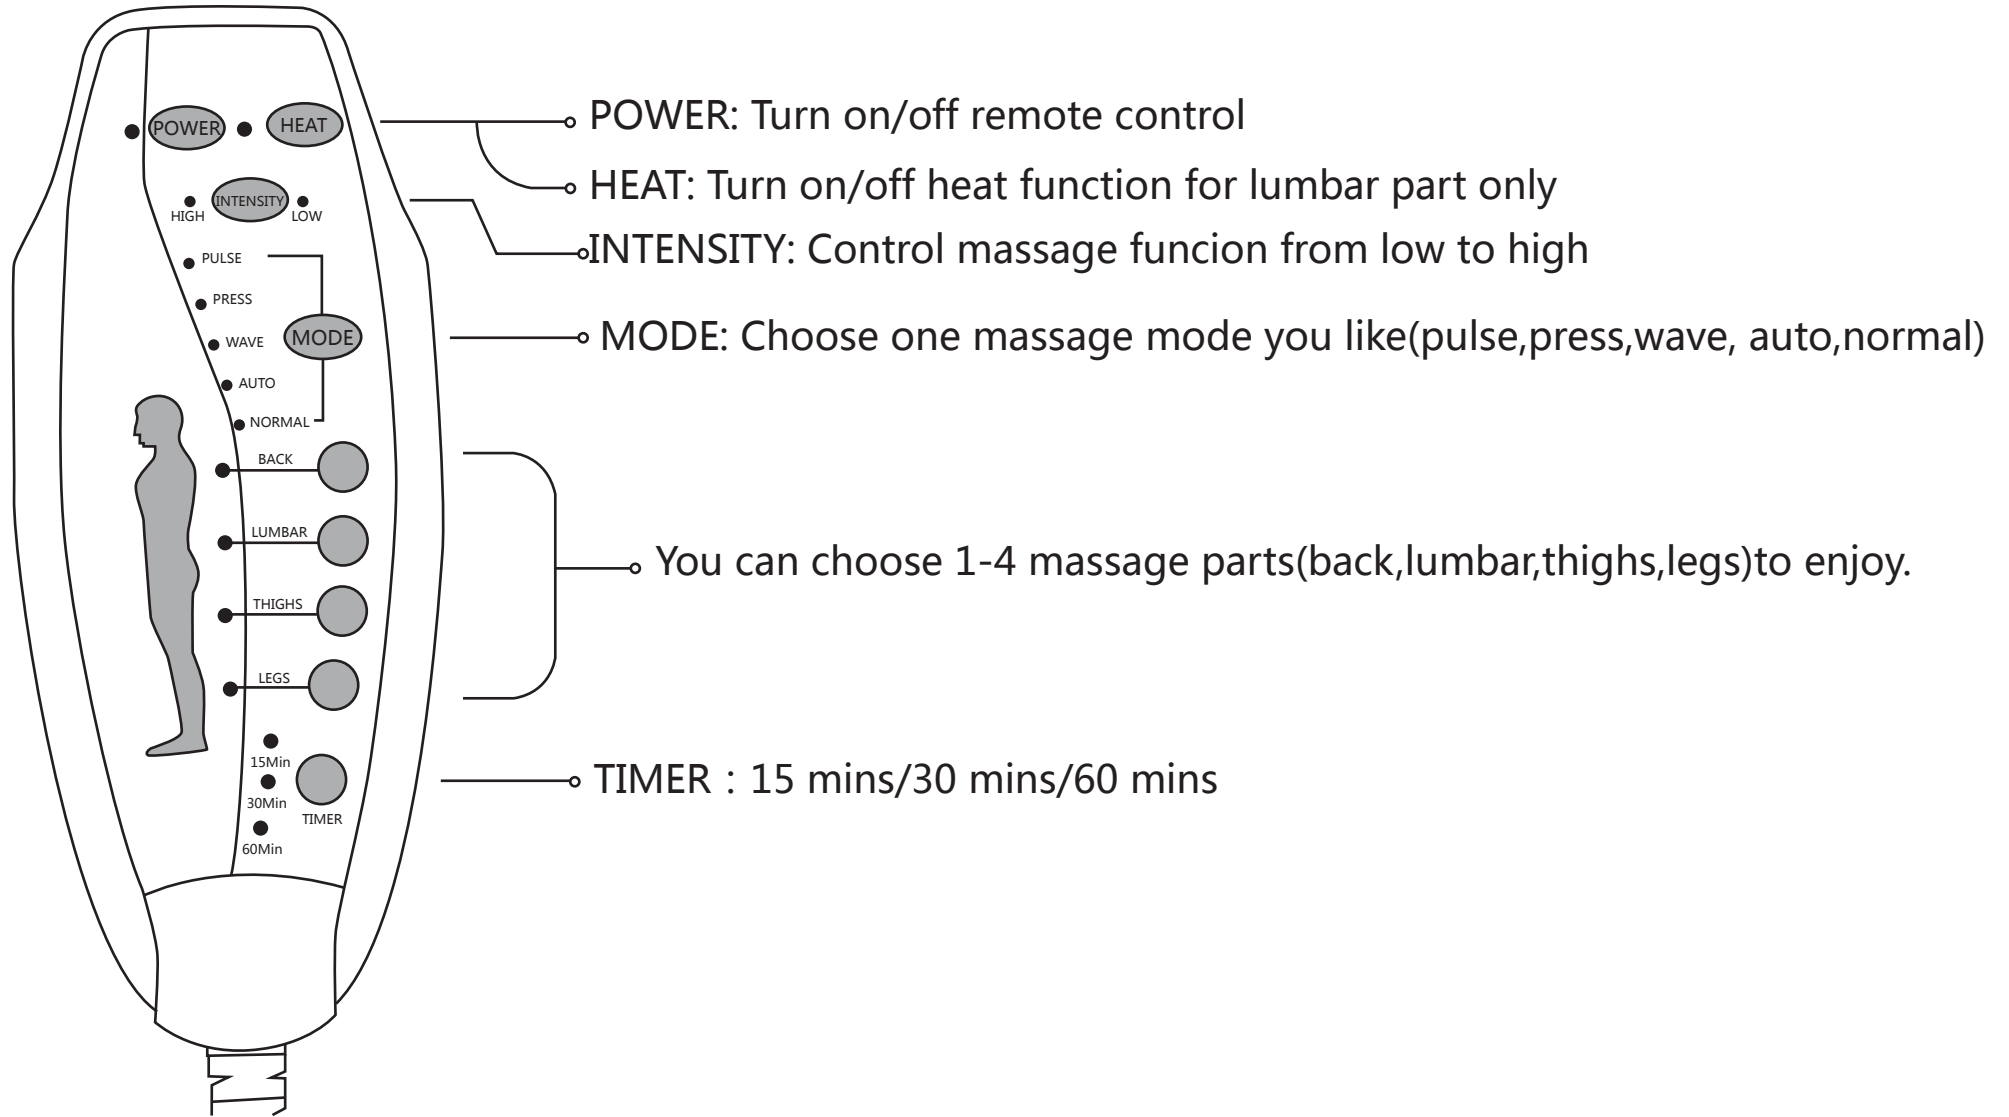 POWER HEAT
POWER: Turn on/off remote control
HEAT: Turn on/off heat function for lumbar part only
HIGH INTENSITY LOW
INTENSITY: Control massage funcion from low to high
PULSE
PRESS
WAVE MODE
MODE: Choose one massage mode you like(pulse,press,wave, auto,normal)
AUTO
NORMAL
BACK
LUMBAR
You can choose 1-4 massage parts(back,lumbar,thighs,legs)to enjoy.
THIGHS
LEGS
15Min
TIMER : 15 mins/30 mins/60 mins
30Min
TIMER
60Min